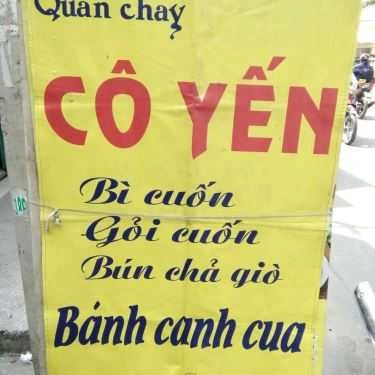 Quán chay
CÔ YẾN
Bì cuốn
Gỏi cuốn
Bún chả giò
Bánh canh cua